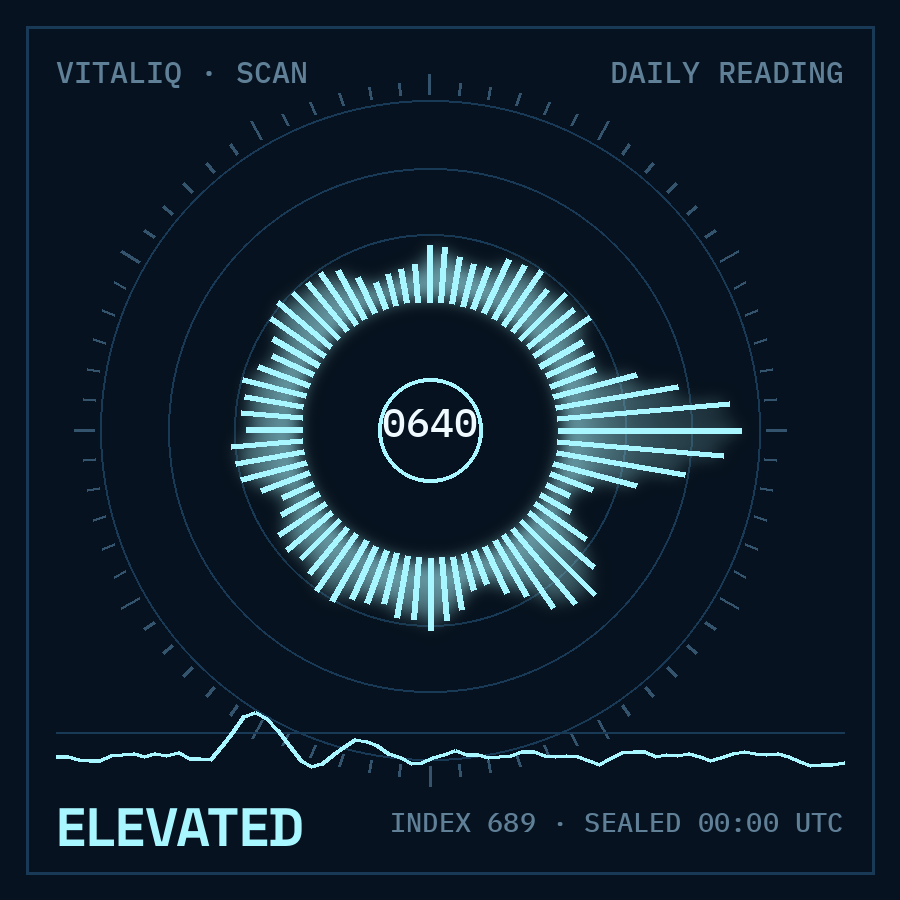 VITALIQ · SCAN
DAILY READING
0640
ELEVATED
INDEX 689 · SEALED 00:00 UTC